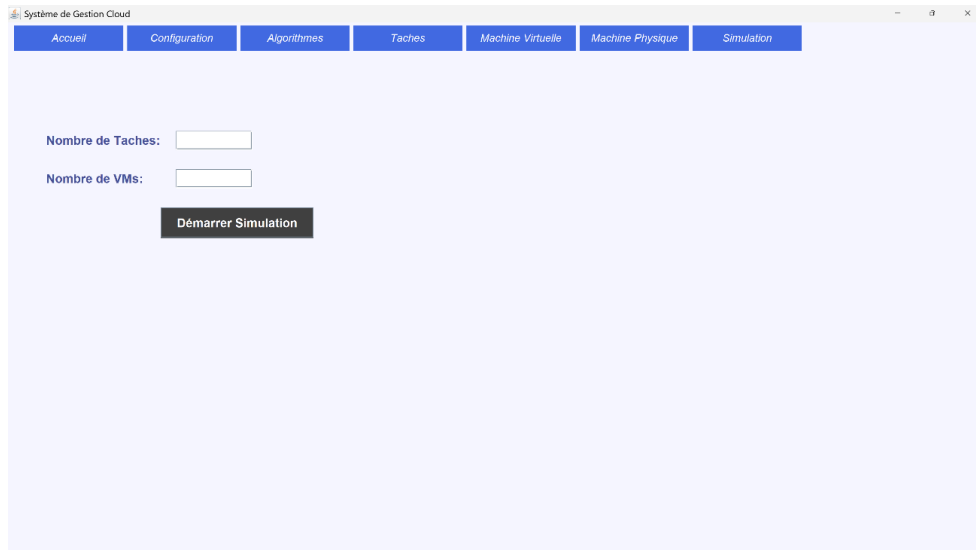 Système de Gestion Cloud
Accueil Configuration Algorithmes Taches Machine Virtuelle Machine Physique Simulation
Nombre de Taches:
Nombre de VMs:
Démarrer Simulation